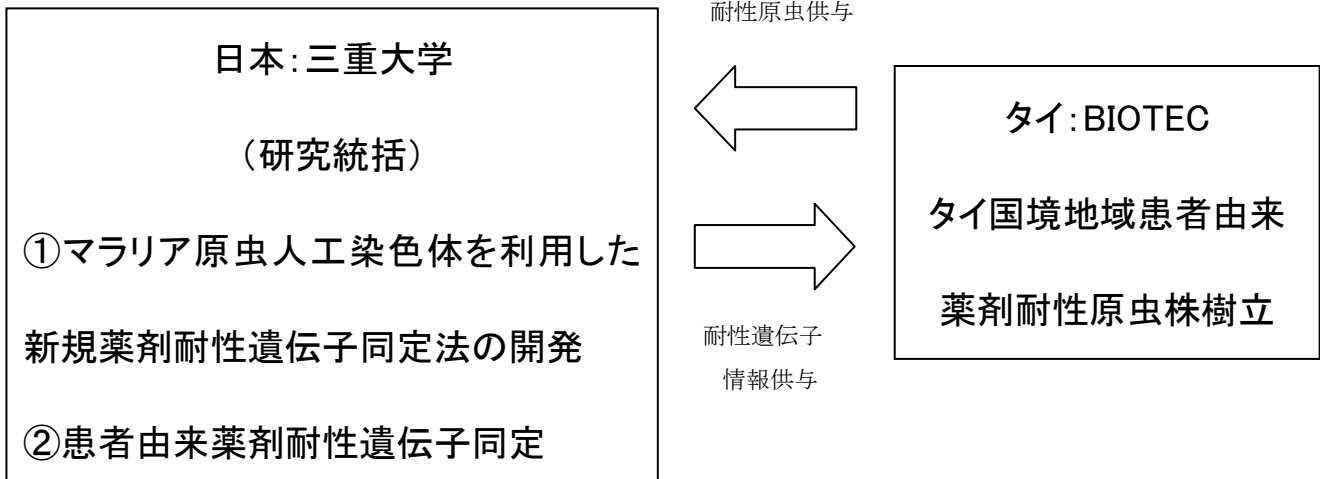 耐性原虫供与
日本：三重大学
（研究統括）
①マラリア原虫人工染色体を利用した
新規薬剤耐性遺伝子同定法の開発
②患者由来薬剤耐性遺伝子同定
タイ：BIOTEC
タイ国境地域患者由来
薬剤耐性原虫株樹立
耐性遺伝子
情報供与